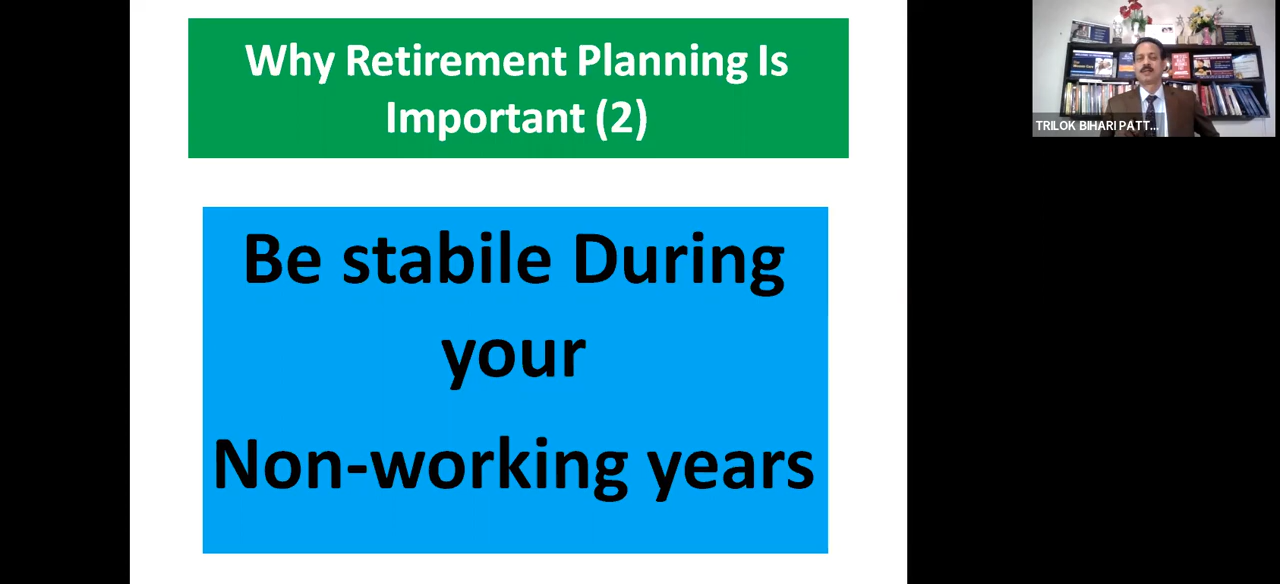 Why Retirement Planning Is
Important (2)
Be stabile During
your
Non-working years
TRILOK BIHARI PATT...